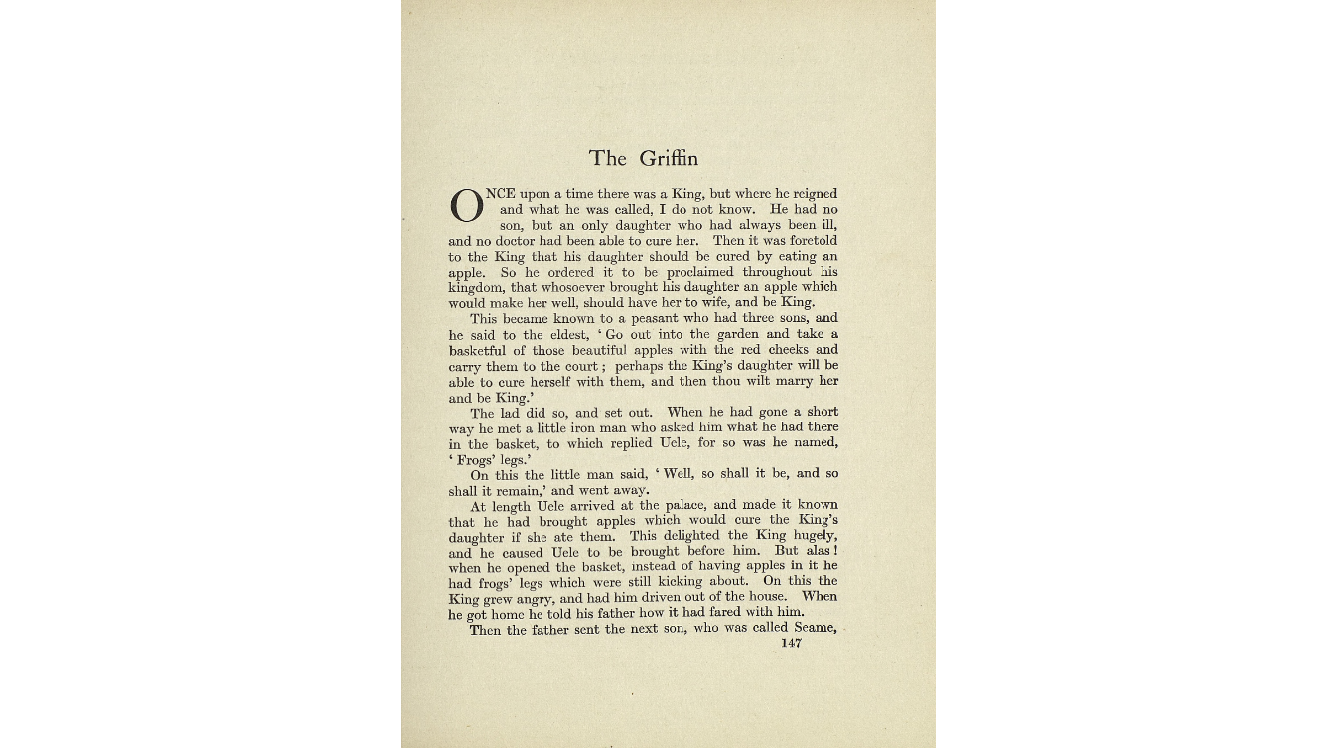 The Griffin
ONCE upon a time there was a King, but where he reigned
and what he was called, I do not know. He had no
son, but an only daughter who had always been ill,
and no doctor had been able to cure her. Then it was foretold
to the King that his daughter should be cured by eating an
apple. So he ordered it to be proclaimed throughout his
kingdom, that whosoever brought his daughter an apple which
would make her well, should have her to wife, and be King.
This became known to a peasant who had three sons, and
he said to the eldest, ‘ Go out into the garden and take a
basketful of those beautiful apples with the red cheeks and
carry them to the court ; perhaps the King’s daughter will be
able to cure herself with them, and then thou wilt marry her
and be King.’
The lad did so, and set out. When he had gone a short
way he met a little iron man who asked him what he had there
in the basket, to which replied Uele, for so was he named,
‘ Frogs’ legs.’
On this the little man said, ‘ Well, so shall it be, and so
shall it remain,’ and went away.
At length Uele arrived at the palace, and made it known
that he had brought apples which would cure the King’s
daughter if she ate them. This delighted the King hugely,
and he caused Uele to be brought before him. But alas !
when he opened the basket, instead of having apples in it he
had frogs’ legs which were still kicking about. On this the
King grew angry, and had him driven out of the house. When
he got home he told his father how it had fared with him.
Then the father sent the next son, who was called Seame,
147